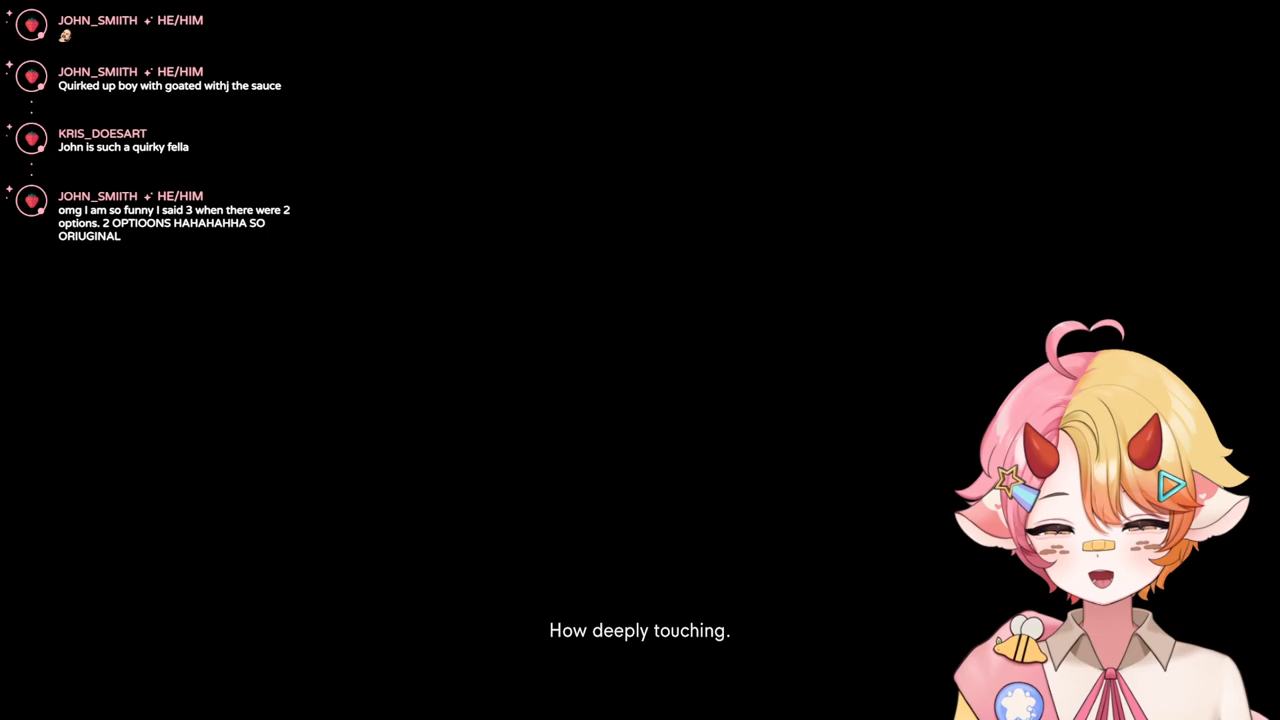 JOHN_SMIITH HE/HIM
JOHN_SMIITH HE/HIM
Quirked up boy with goated withj the sauce
KRIS_DOESART
John is such a quirky fella
JOHN_SMIITH HE/HIM
omg I am so funny I said 3 when there were 2
options. 2 OPTIOONS HAHAHAHHA SO
ORIUGINAL
How deeply touching.